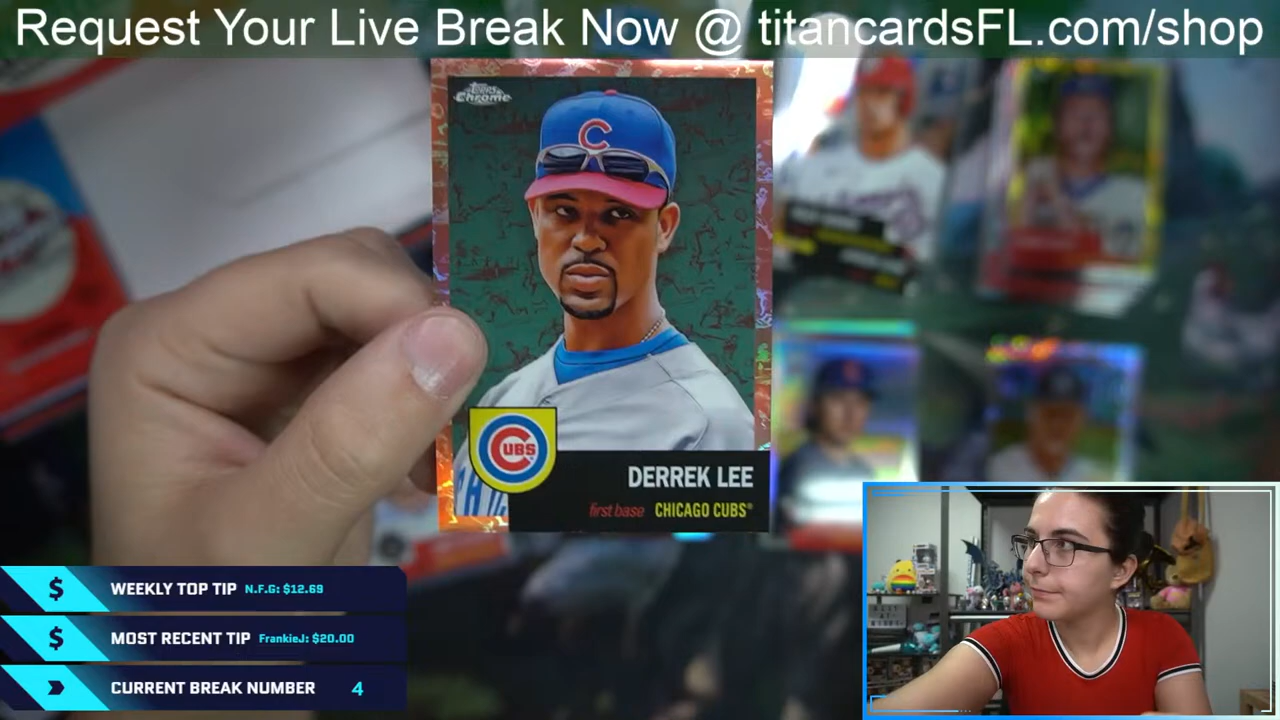 Request Your Live Break Now @ titancardsFL.com/shop
Topps
Chrome
C
CUBS
DERREK LEE
first base CHICAGO CUBS®
WEEKLY TOP TIP N.F.G: $12.69
MOST RECENT TIP FrankieJ: $20.00
CURRENT BREAK NUMBER 4